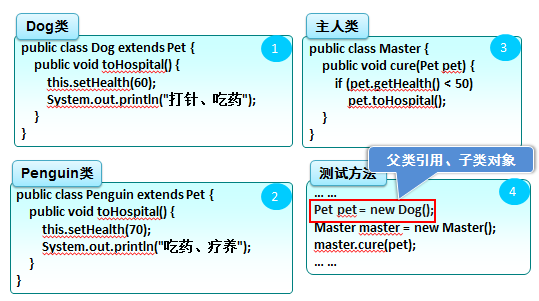 Dog类
1
public class Dog extends Pet {
public void toHospital() {
this.setHealth(60);
System.out.println("打针、吃药");
}
}
主人类
3
public class Master {
public void cure(Pet pet) {
if (pet.getHealth() < 50)
pet.toHospital();
}
}
Penguin类
2
public class Penguin extends Pet {
public void toHospital() {
this.setHealth(70);
System.out.println("吃药、疗养");
}
}
父类引用、子类对象
测试方法
4
... ...
Pet pet = new Dog();
Master master = new Master();
master.cure(pet);
... ...